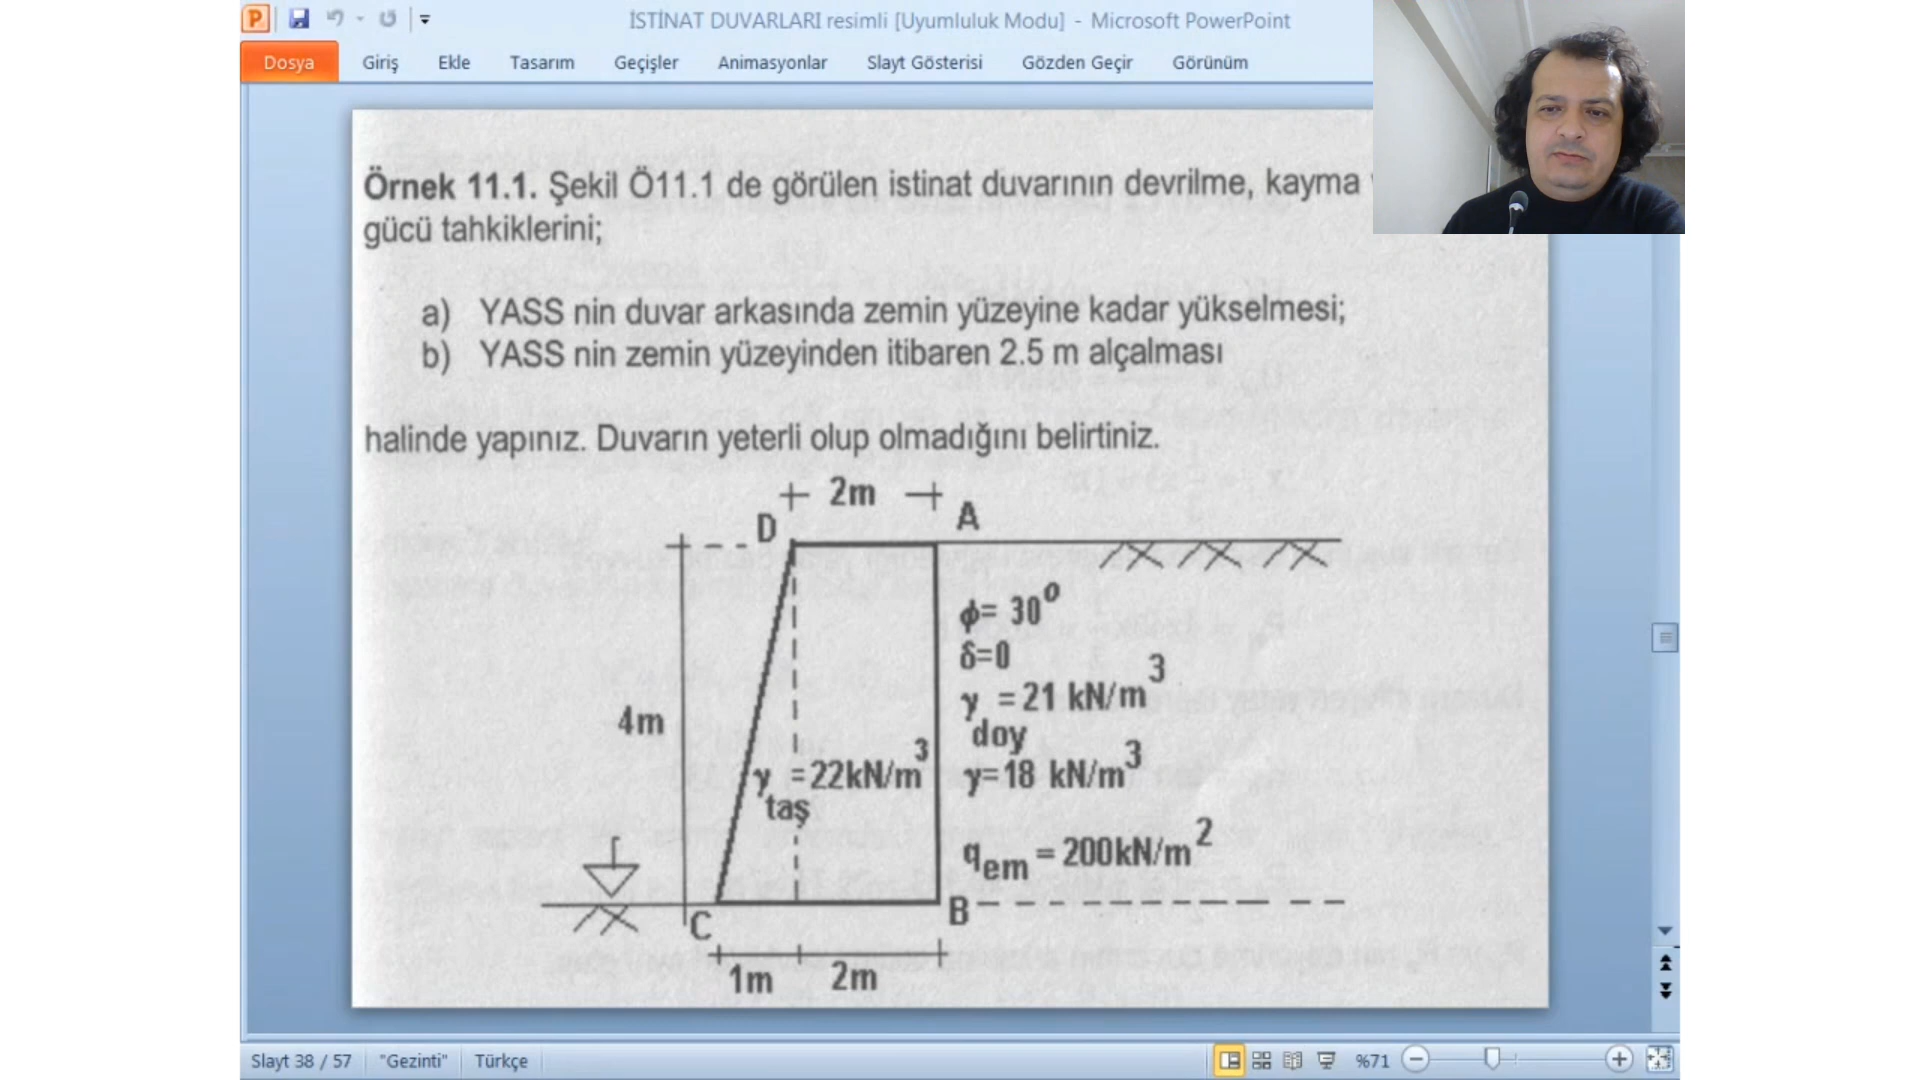 İSTİNAT DUVARLARI resimli [Uyumluluk Modu] - Microsoft PowerPoint
Dosya Giriş Ekle Tasarım Geçişler Animasyonlar Slayt Gösterisi Gözden Geçir Görünüm
Örnek 11.1. Şekil Ö11.1 de görülen istinat duvarının devrilme, kayma
gücü tahkiklerini;
a) YASS nin duvar arkasında zemin yüzeyine kadar yükselmesi;
b) YASS nin zemin yüzeyinden itibaren 2.5 m alçalması
halinde yapınız. Duvarın yeterli olup olmadığını belirtiniz.
2m
D A
ϕ= 30°
δ=0
γdoy = 21 kN/m³
4m
γtaş =22kN/m³
γ=18 kN/m³
qem = 200kN/m²
C B
1m 2m
Slayt 38 / 57 "Gezinti" Türkçe %71